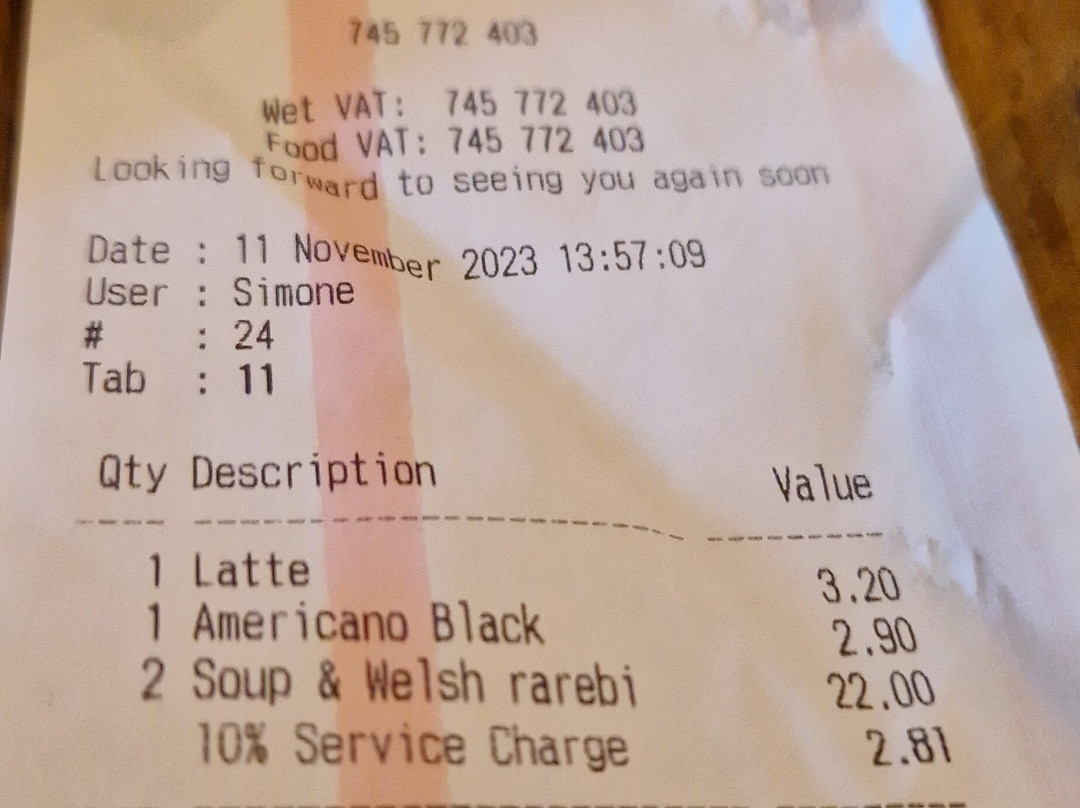 745 772 403
Wet VAT: 745 772 403
Food VAT: 745 772 403
Looking forward to seeing you again soon
Date : 11 November 2023 13:57:09
User : Simone
# : 24
Tab : 11
Qty Description Value
1 Latte 3.20
1 Americano Black 2.90
2 Soup & Welsh rarebi 22.00
10% Service Charge 2.81